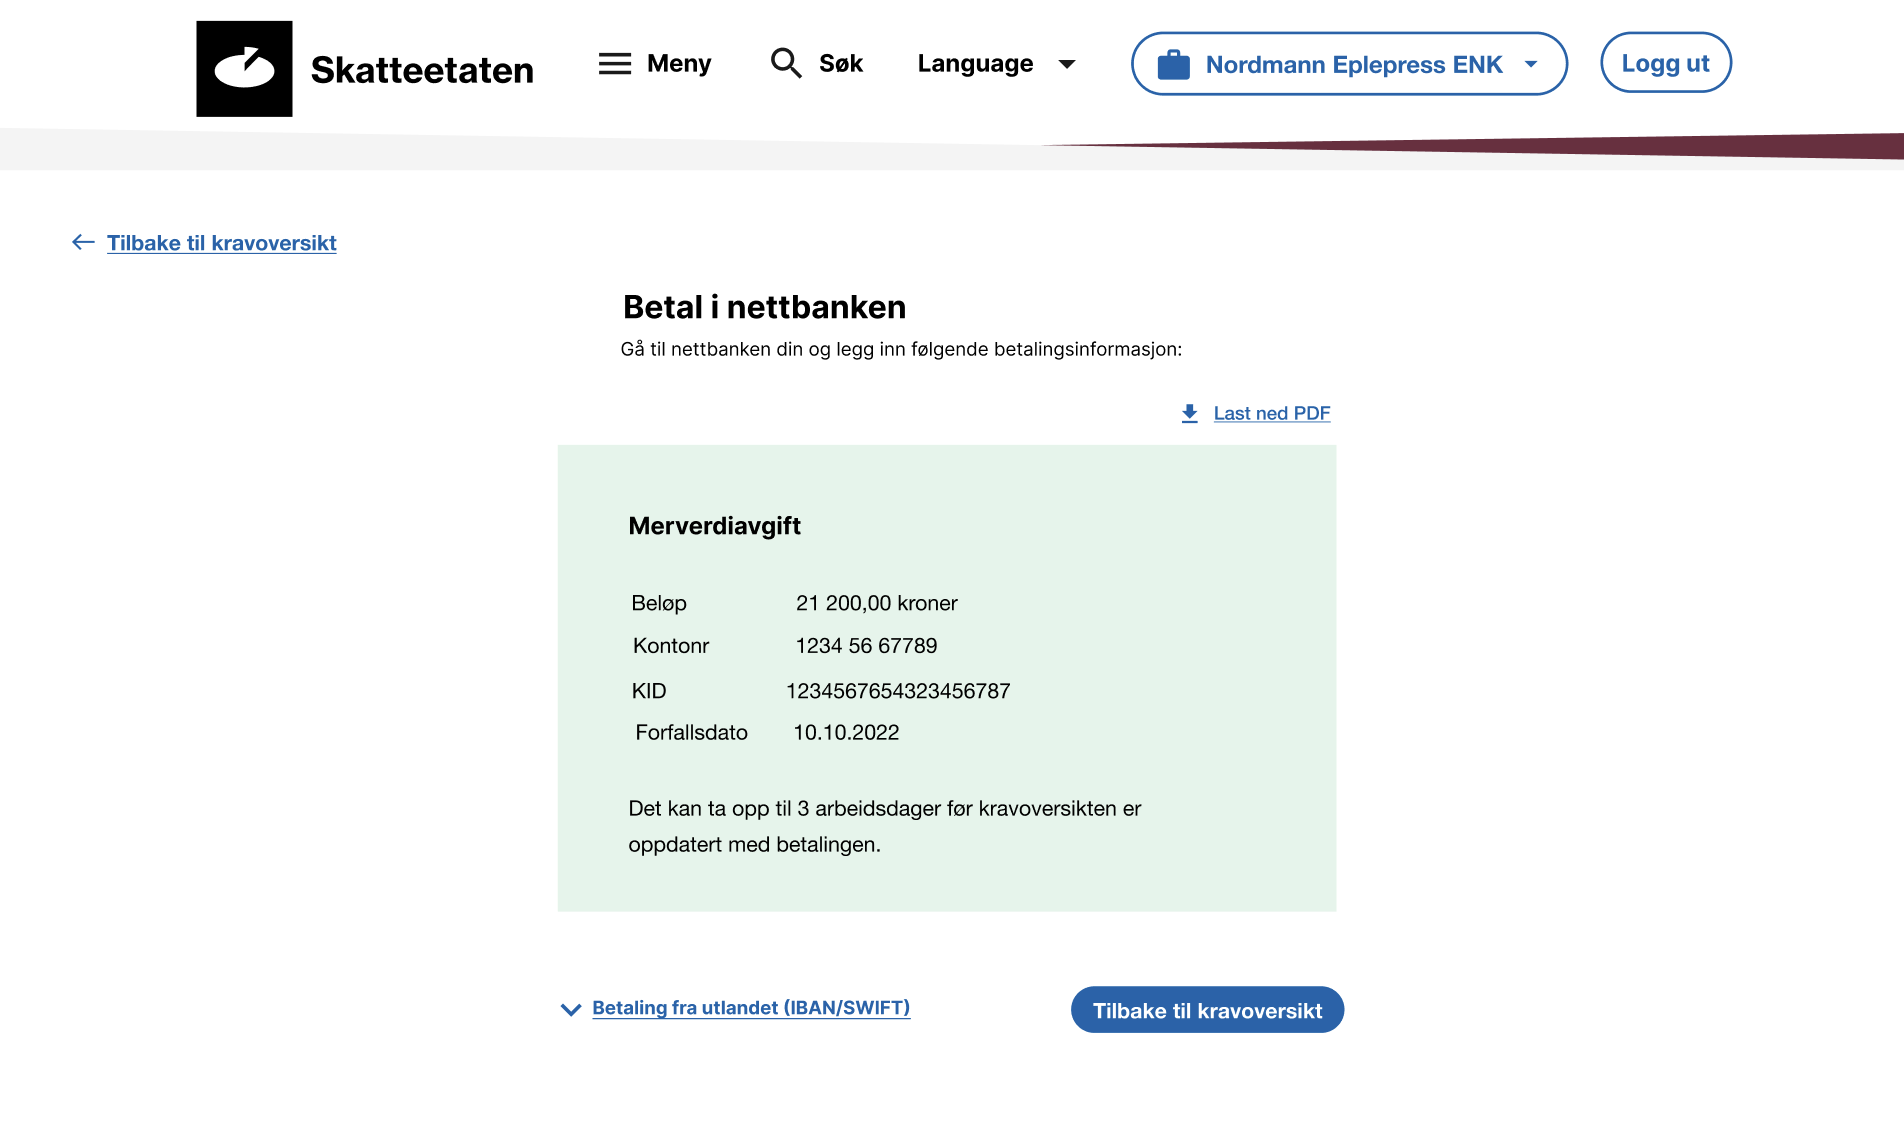 Skatteetaten
Meny
Søk
Language
Nordmann Eplepress ENK
Logg ut
Tilbake til kravoversikt
Betal i nettbanken
Gå til nettbanken din og legg inn følgende betalingsinformasjon:
Last ned PDF
Merverdiavgift
Beløp 21 200,00 kroner
Kontonr 1234 56 67789
KID 1234567654323456787
Forfallsdato 10.10.2022
Det kan ta opp til 3 arbeidsdager før kravoversikten er
oppdatert med betalingen.
Betaling fra utlandet (IBAN/SWIFT)
Tilbake til kravoversikt